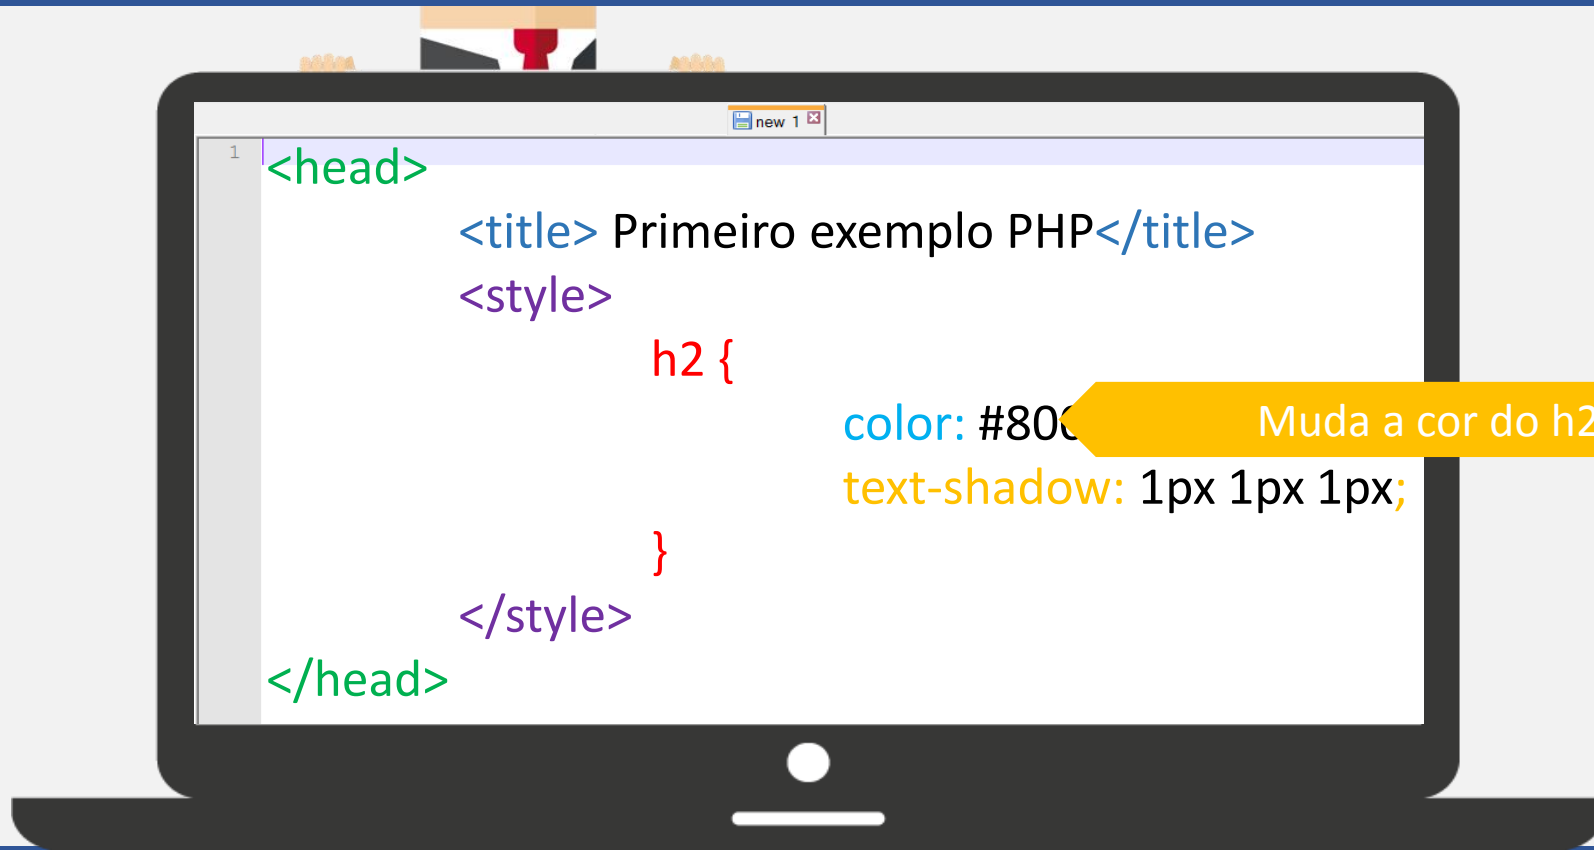 new 1
1
<head>
<title> Primeiro exemplo PHP</title>
<style>
h2 {
color:
Muda a cor do h2
text-shadow: 1px 1px 1px;
}
</style>
</head>